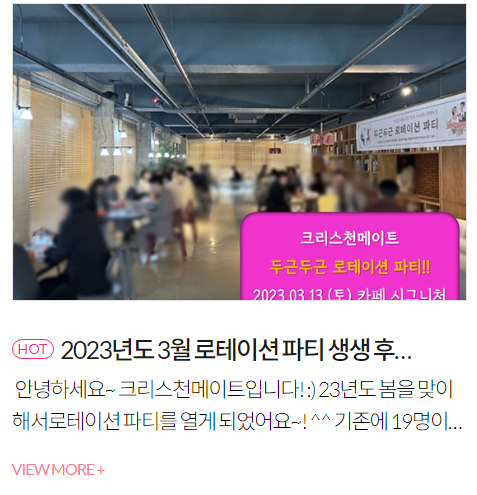 두근두근 로테이션 파티
크리스천메이트
두근두근 로테이션 파티!!
2023.03.13 (토) 카페 시그니처
HOT 2023년도 3월 로테이션 파티 생생 후...
안녕하세요~ 크리스천메이트입니다! :) 23년도 봄을 맞이
해서로테이션 파티를 열게 되었어요~! ^^ 기존에 19명이...
VIEW MORE +